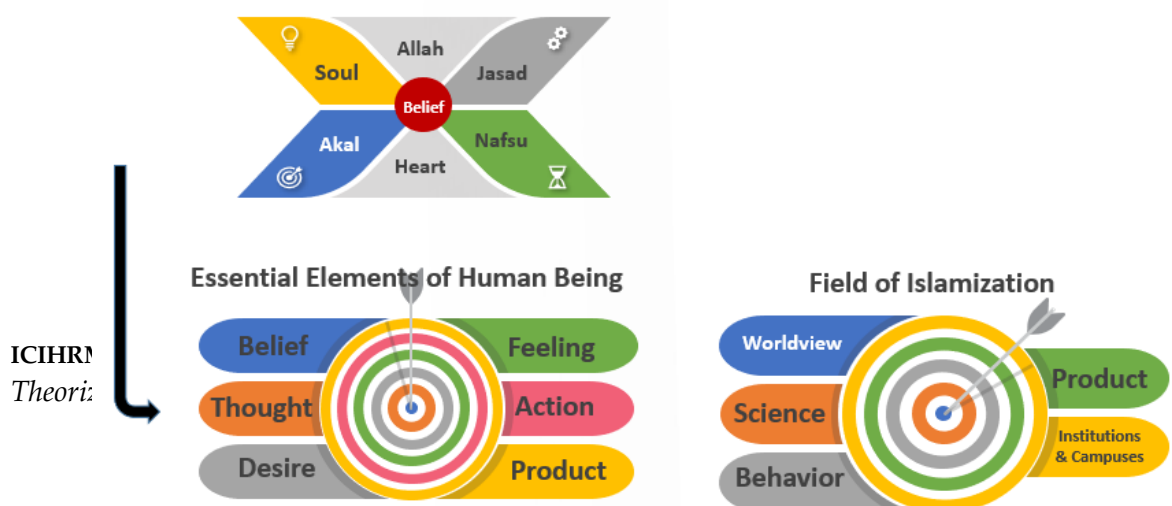 Allah
Soul
Jasad
Belief
Akal
Nafsu
Heart
Essential Elements of Human Being
Belief
Feeling
Thought
Action
Desire
Product
Field of Islamization
Worldview
Product
Science
Institutions
& Campuses
Behavior